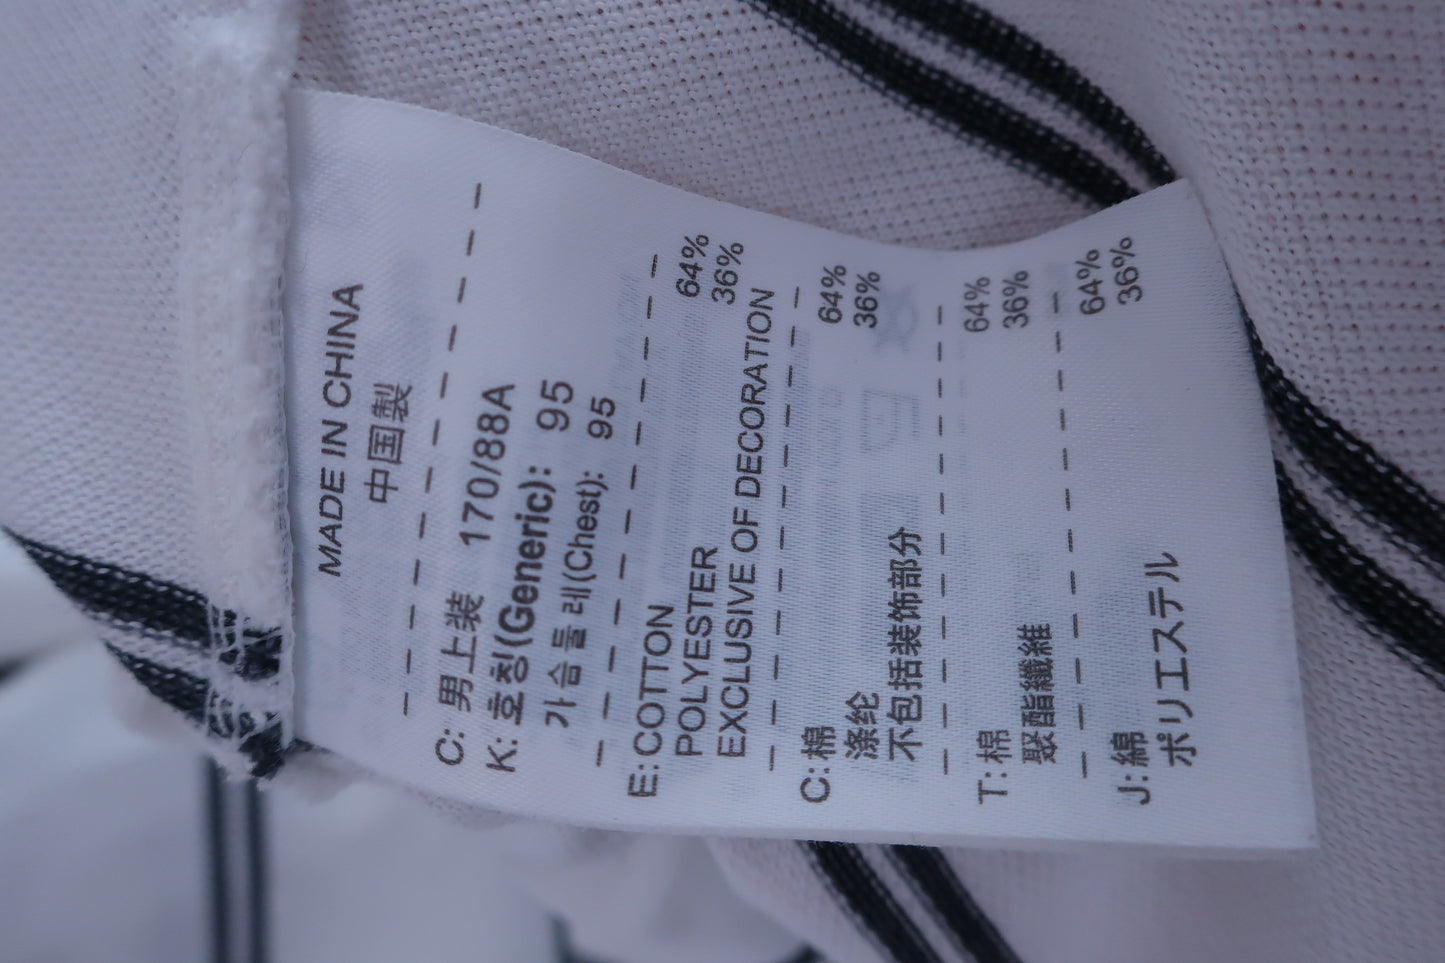 MADE IN CHINA
中国製
C: 男上装 170/88A
K: 호칭(Generic): 95
가슴둘레(Chest): 95
E: COTTON 64%
POLYESTER 36%
EXCLUSIVE OF DECORATION
C: 棉 64%
涤纶 36%
不包括装饰部分
T: 棉 64%
聚酯纖維 36%
J: 綿 64%
ポリエステル 36%